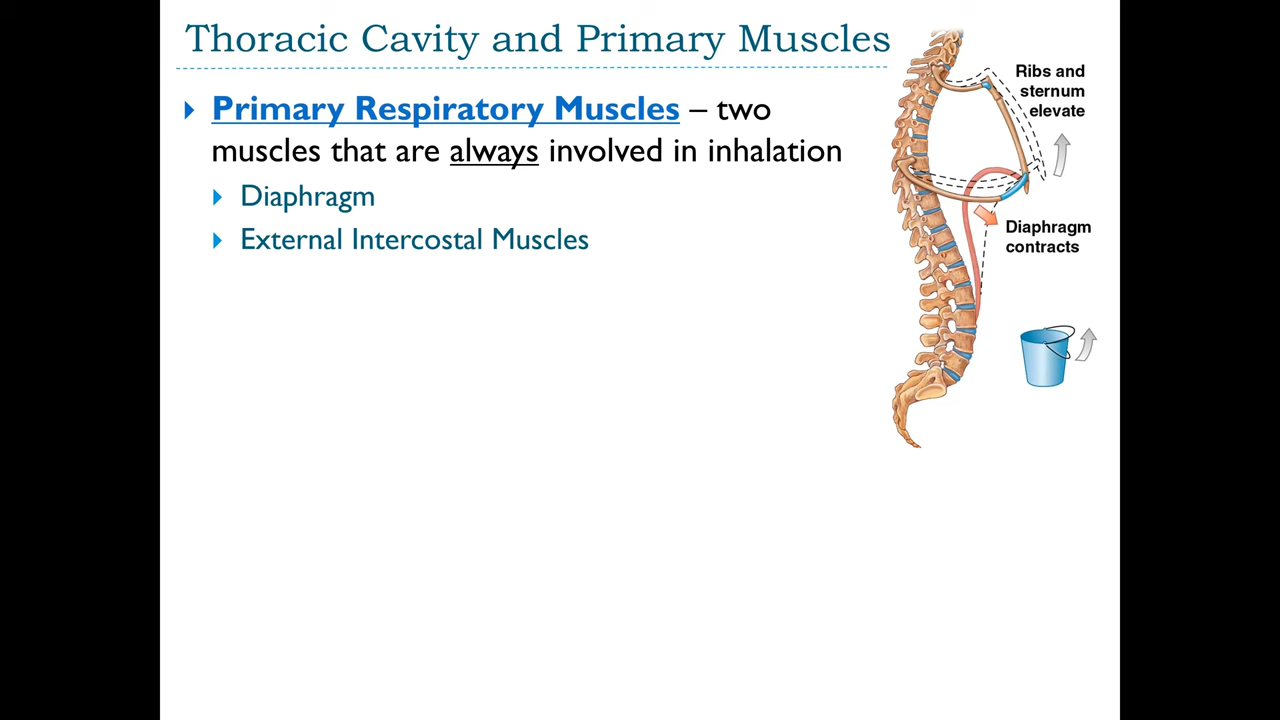 Thoracic Cavity and Primary Muscles
Primary Respiratory Muscles – two
muscles that are always involved in inhalation
Diaphragm
External Intercostal Muscles
Ribs and
sternum
elevate
Diaphragm
contracts